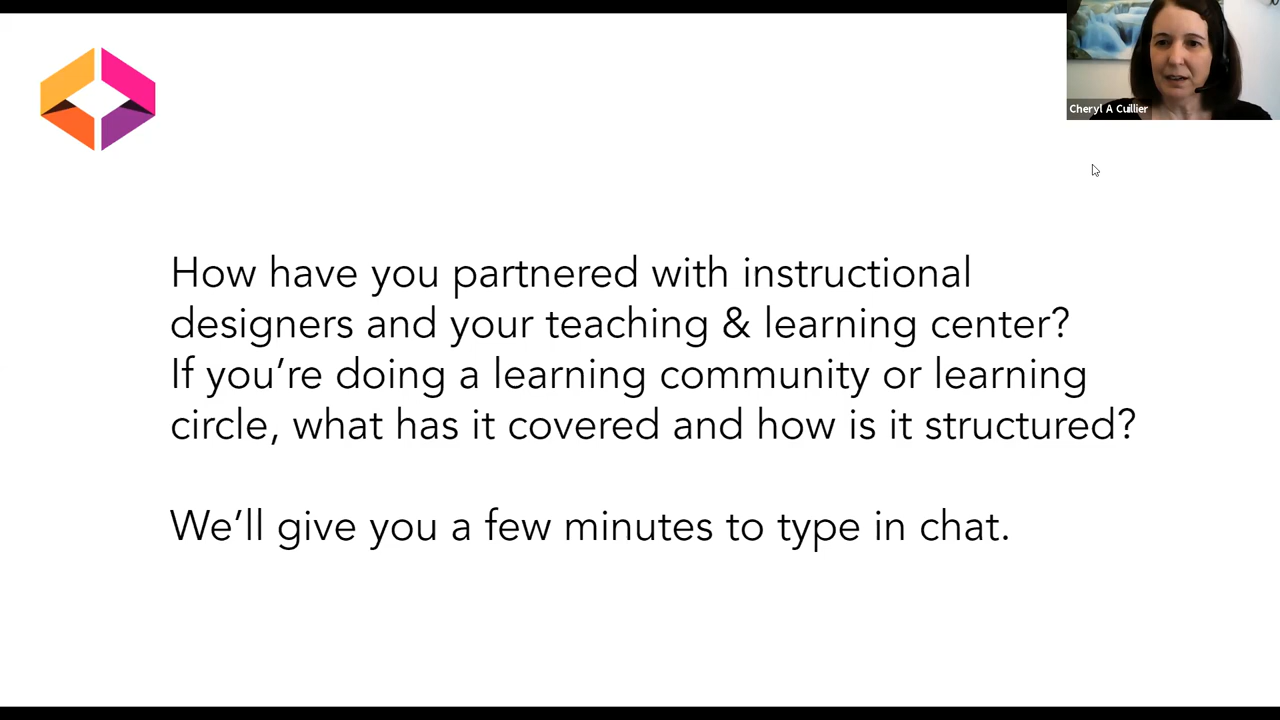 Cheryl A Cuillier
How have you partnered with instructional
designers and your teaching & learning center?
If you’re doing a learning community or learning
circle, what has it covered and how is it structured?
We’ll give you a few minutes to type in chat.